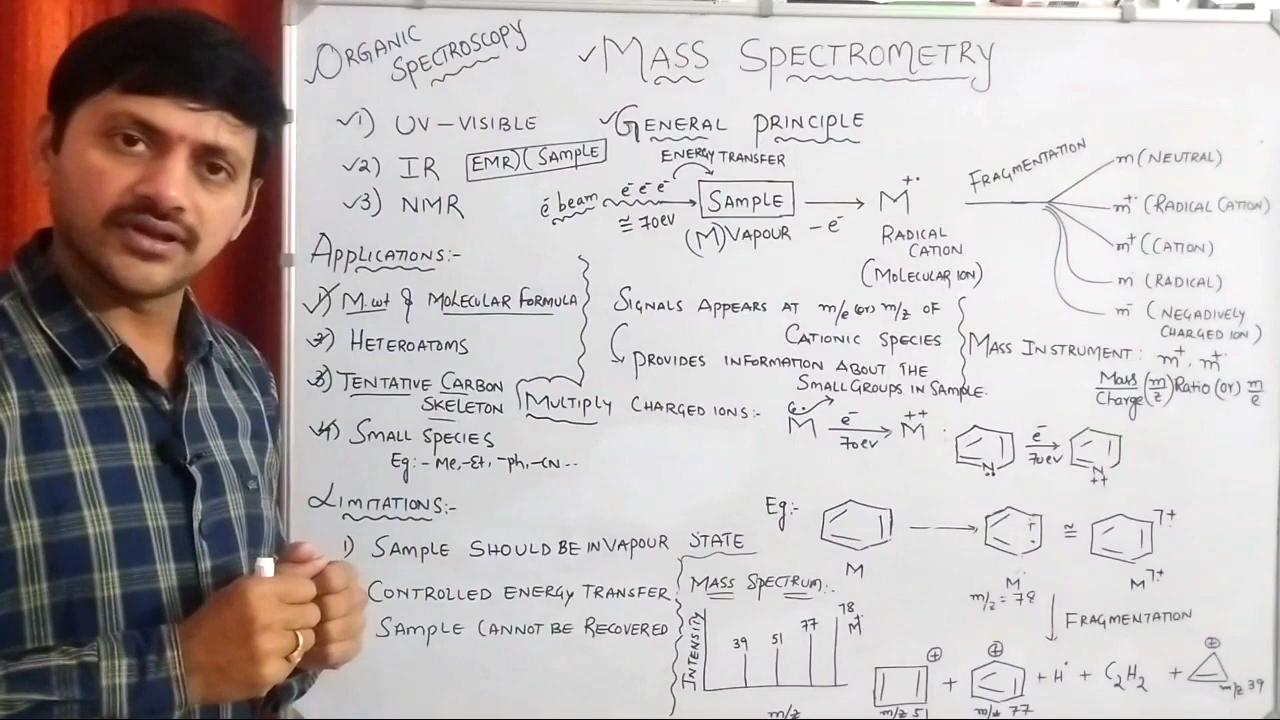 ORGANIC SPECTROSCOPY
MASS SPECTROMETRY
1) UV-VISIBLE
2) IR
EMR)(SAMPLE
3) NMR
GENERAL PRINCIPLE
ENERGY TRANSFER
e⁻ beam
e⁻ e⁻ e⁻
≅ 70ev
SAMPLE
(M) VAPOUR
- e⁻
M⁺·
RADICAL
CATION
(MOLECULAR ION)
FRAGMENTATION
m (NEUTRAL)
m⁺· (RADICAL CATION)
m⁺ (CATION)
m· (RADICAL)
m⁻ (NEGADIVELY
CHARGED ION)
APPLICATIONS:-
1) M.wt & MOLECULAR FORMULA
2) HETEROATOMS
3) TENTATIVE CARBON
SKELETON
4) SMALL SPECIES
Eg:- Me, -Et, -Ph, -CN--
SIGNALS APPEARS AT m/e (or) m/z OF
CATIONIC SPECIES
PROVIDES INFORMATION ABOUT THE
SMALL GROUPS IN SAMPLE.
MASS INSTRUMENT: m⁺, m⁺·
Mass/Charge (m/z) Ratio (or) m/e
MULTIPLY CHARGED IONS:-
M
e⁻
70ev
M⁺⁺
N
e⁻
70ev
N
++
LIMITATIONS:-
1) SAMPLE SHOULD BE IN VAPOUR STATE
CONTROLLED ENERGY TRANSFER
SAMPLE CANNOT BE RECOVERED
Eg:-
M
≅
m/z = 78
FRAGMENTATION
MASS SPECTRUM:-
INTENSITY
39
51
77
78
M⁺·
m/z
m/z 51
+
⊕
m/z 77
+ H· + C₂H₂ +
⊕
m/z 39